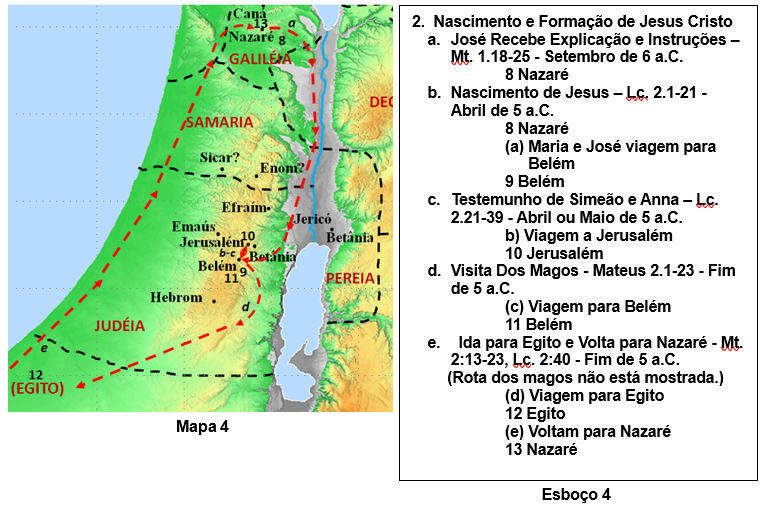 Caná
13
a
Nazaré 8
GALILÉIA
DEC
SAMARIA
Sicar?
Enom?
Efraím
Jericó
Emaús
10
Betânia
Jerusalém
b-c
Betânia
Belém
9
11
PEREIA
Hebrom
d
JUDÉIA
e
12
(EGITO)
Mapa 4
2. Nascimento e Formação de Jesus Cristo
a. José Recebe Explicação e Instruções –
Mt. 1.18-25 - Setembro de 6 a.C.
8 Nazaré
b. Nascimento de Jesus – Lc. 2.1-21 -
Abril de 5 a.C.
8 Nazaré
(a) Maria e José viagem para
Belém
9 Belém
c. Testemunho de Simeão e Anna – Lc.
2.21-39 - Abril ou Maio de 5 a.C.
b) Viagem a Jerusalém
10 Jerusalém
d. Visita Dos Magos - Mateus 2.1-23 - Fim
de 5 a.C.
(c) Viagem para Belém
11 Belém
e. Ida para Egito e Volta para Nazaré - Mt.
2:13-23, Lc. 2:40 - Fim de 5 a.C.
(Rota dos magos não está mostrada.)
(d) Viagem para Egito
12 Egito
(e) Voltam para Nazaré
13 Nazaré
Esboço 4